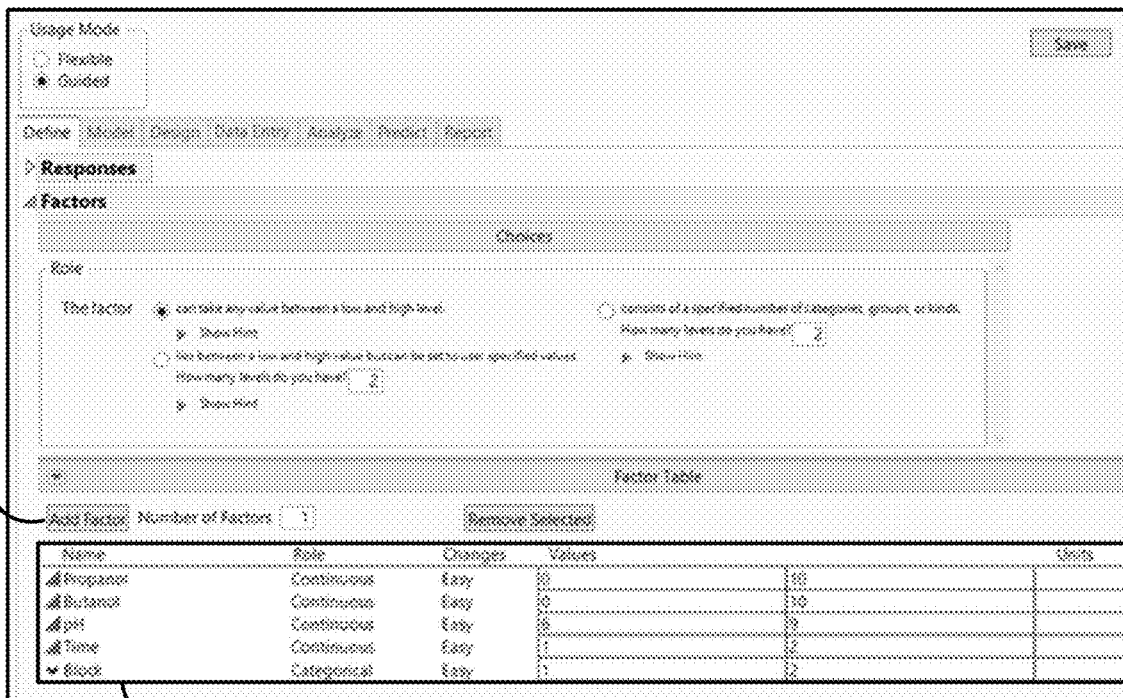 Usage Mode
Flexible
Guided
Save
Define Model Design Data Entry Analyze Predict Report
Responses
Factors
Choices
Role
The factor can take any value between a low and high level. consists of a specified number of categories, groups, or kinds.
Show Hint How many levels do you have? 2
lies between a low and high value but can be set to user specified values. Show Hint
How many levels do you have? 2
Show Hint
Factor Table
Add Factor Number of Factors 1 Remove Selected
Name Role Changes Values Units
Propanol Continuous Easy 0 10
Butanol Continuous Easy 0 10
pH Continuous Easy 9
Time Continuous Easy 1 2
Block Categorical Easy 1 2